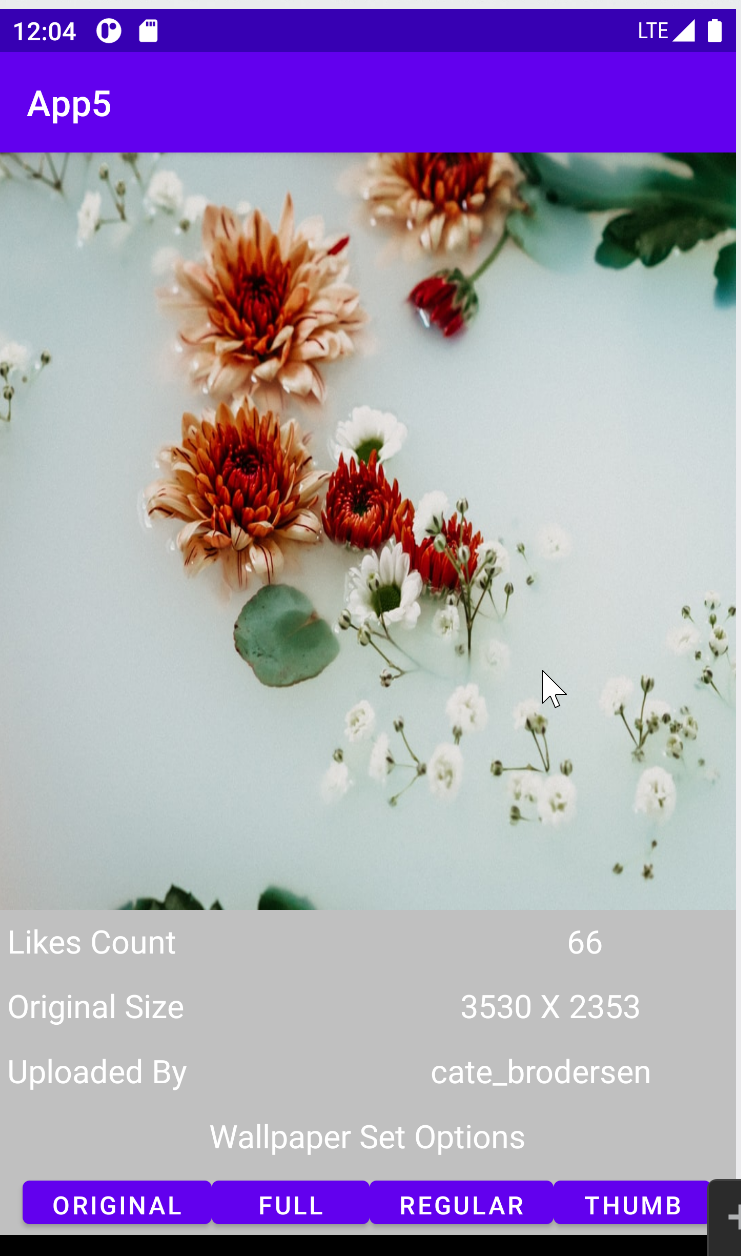 12:04 LTE
App5
Likes Count 66
Original Size 3530 X 2353
Uploaded By cate_brodersen
Wallpaper Set Options
ORIGINAL FULL REGULAR THUMB